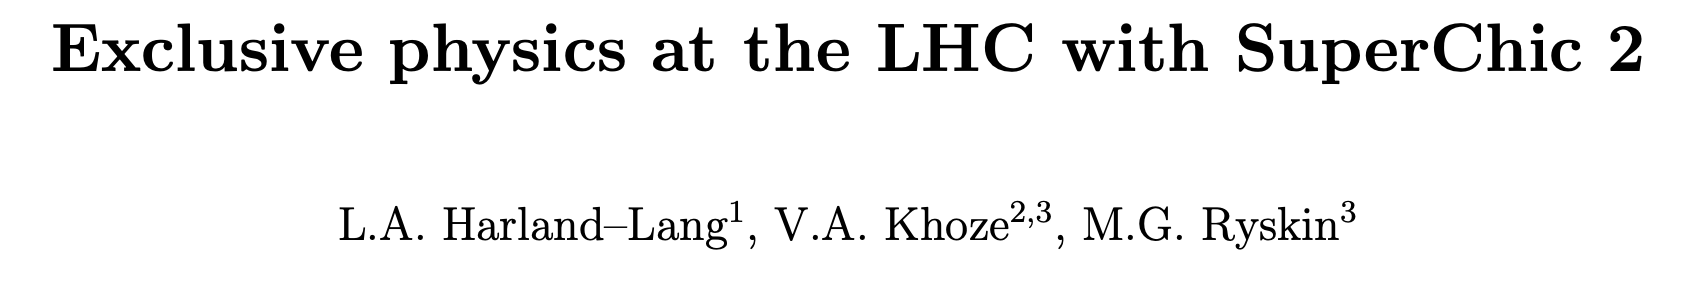 Exclusive physics at the LHC with SuperChic 2
L.A. Harland–Lang¹, V.A. Khoze²,³, M.G. Ryskin³